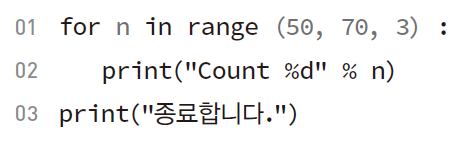 01 for n in range (50, 70, 3) :
02     print("Count %d" % n)
03 print("종료합니다.")